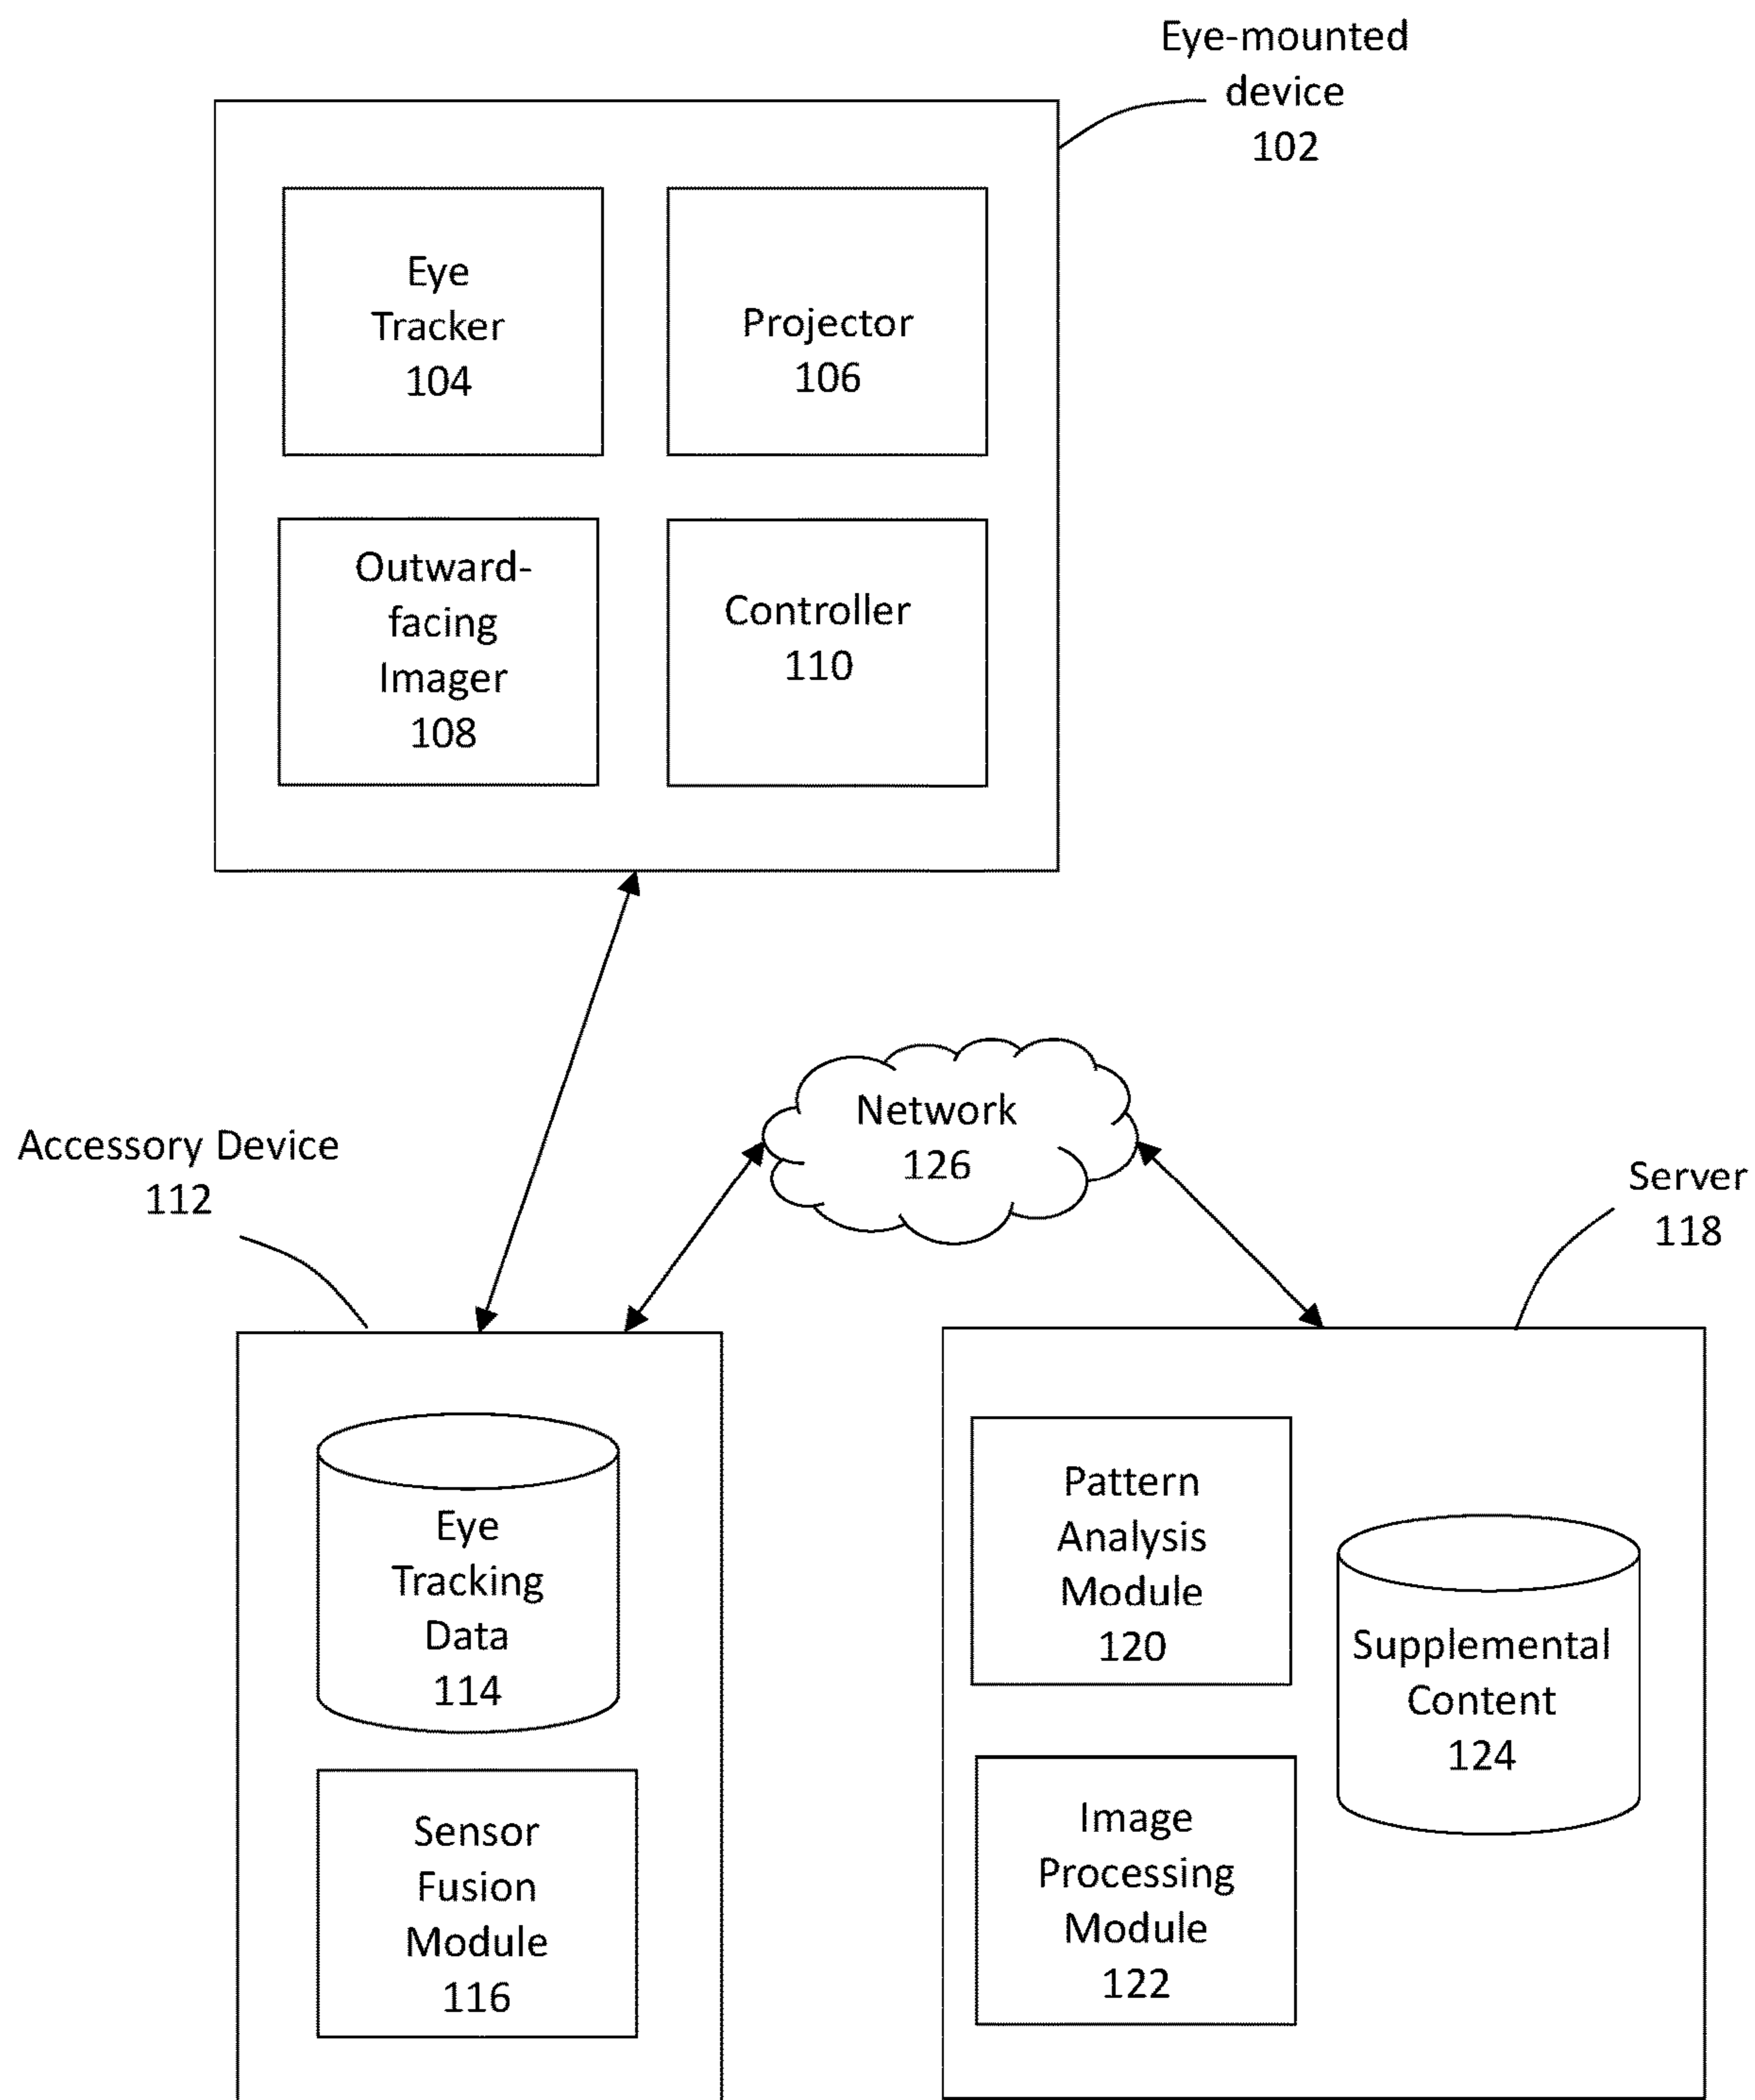 Eye-mounted
device
102
Eye
Tracker
104
Projector
106
Outward-
facing
Imager
108
Controller
110
Network
126
Accessory Device
112
Server
118
Eye
Tracking
Data
114
Sensor
Fusion
Module
116
Pattern
Analysis
Module
120
Supplemental
Content
124
Image
Processing
Module
122